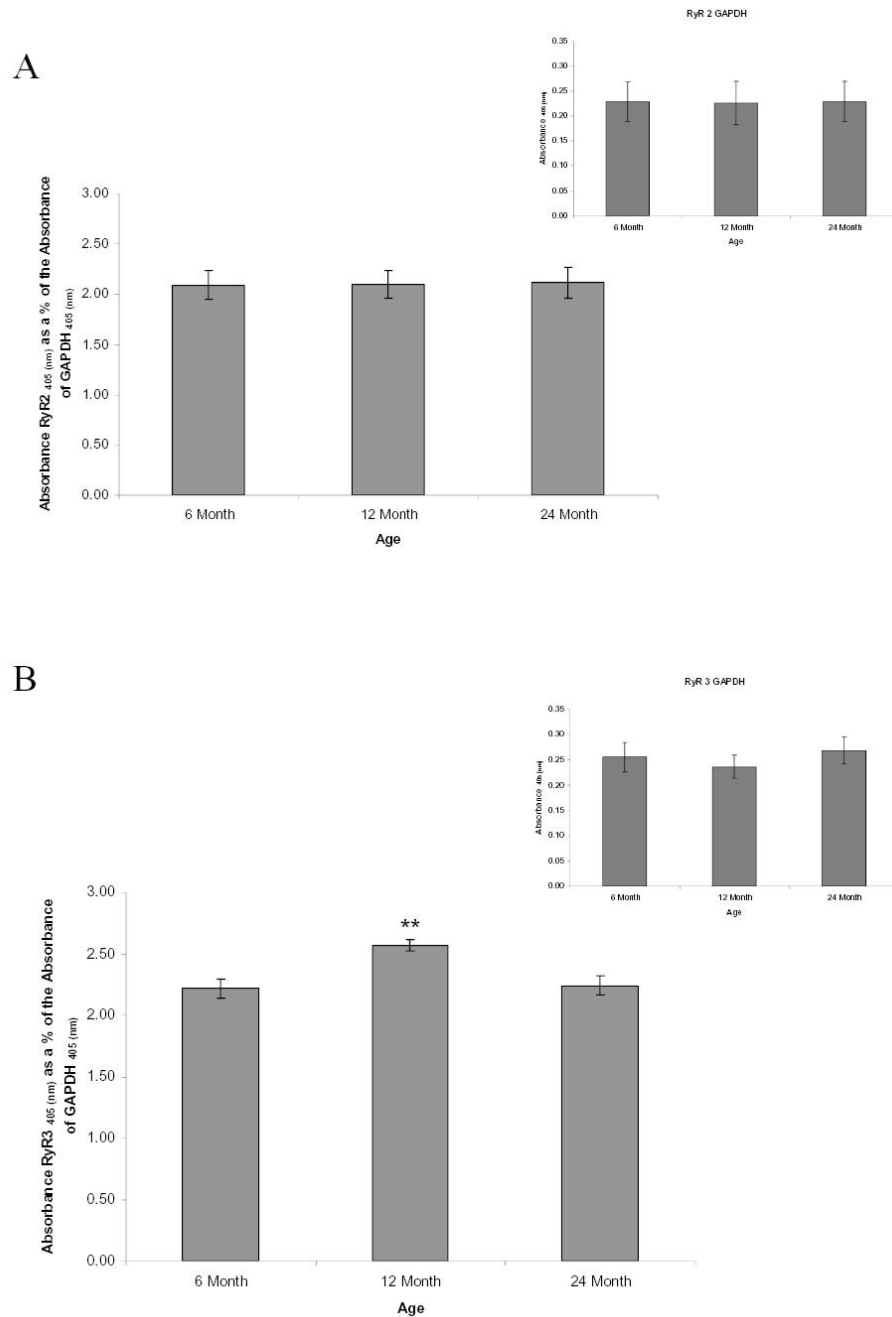 A
RyR 2 GAPDH
0.35
0.30
0.25
0.20
0.15
0.10
0.05
0.00
Absorbance 405 (nm)
6 Month 12 Month 24 Month
Age
3.00
2.50
2.00
1.50
1.00
0.50
0.00
Absorbance RyR2 405 (nm) as a % of the Absorbance
of GAPDH 405 (nm)
6 Month 12 Month 24 Month
Age
B
RyR 3 GAPDH
0.35
0.30
0.25
0.20
0.15
0.10
0.05
0.00
Absorbance 405 (nm)
6 Month 12 Month 24 Month
Age
3.00
2.50
2.00
1.50
1.00
0.50
0.00
Absorbance RyR3 405 (nm) as a % of the Absorbance
of GAPDH 405 (nm)
**
6 Month 12 Month 24 Month
Age